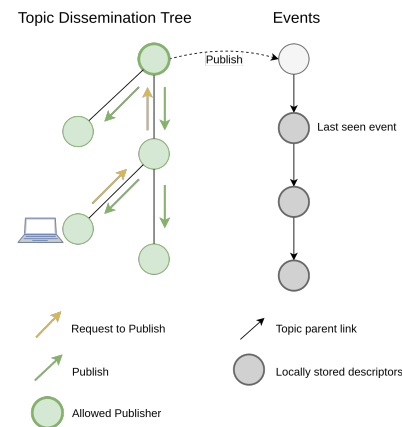 Topic Dissemination Tree
Events
Publish
Last seen event
Request to Publish
Topic parent link
Publish
Locally stored descriptors
Allowed Publisher